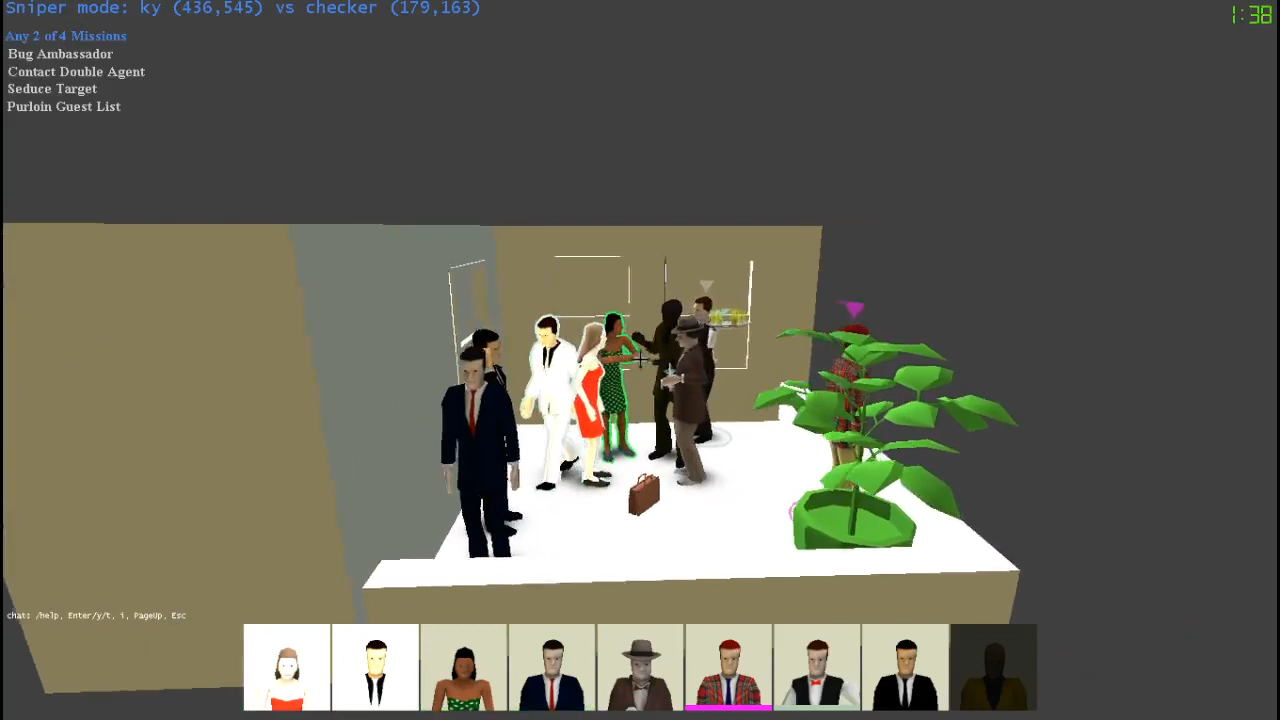 Sniper mode: ky (436,545) vs checker (179,163)
1:38
Any 2 of 4 Missions
Bug Ambassador
Contact Double Agent
Seduce Target
Purloin Guest List
chat: /help, Enter/y/t, i, PageUp, Esc